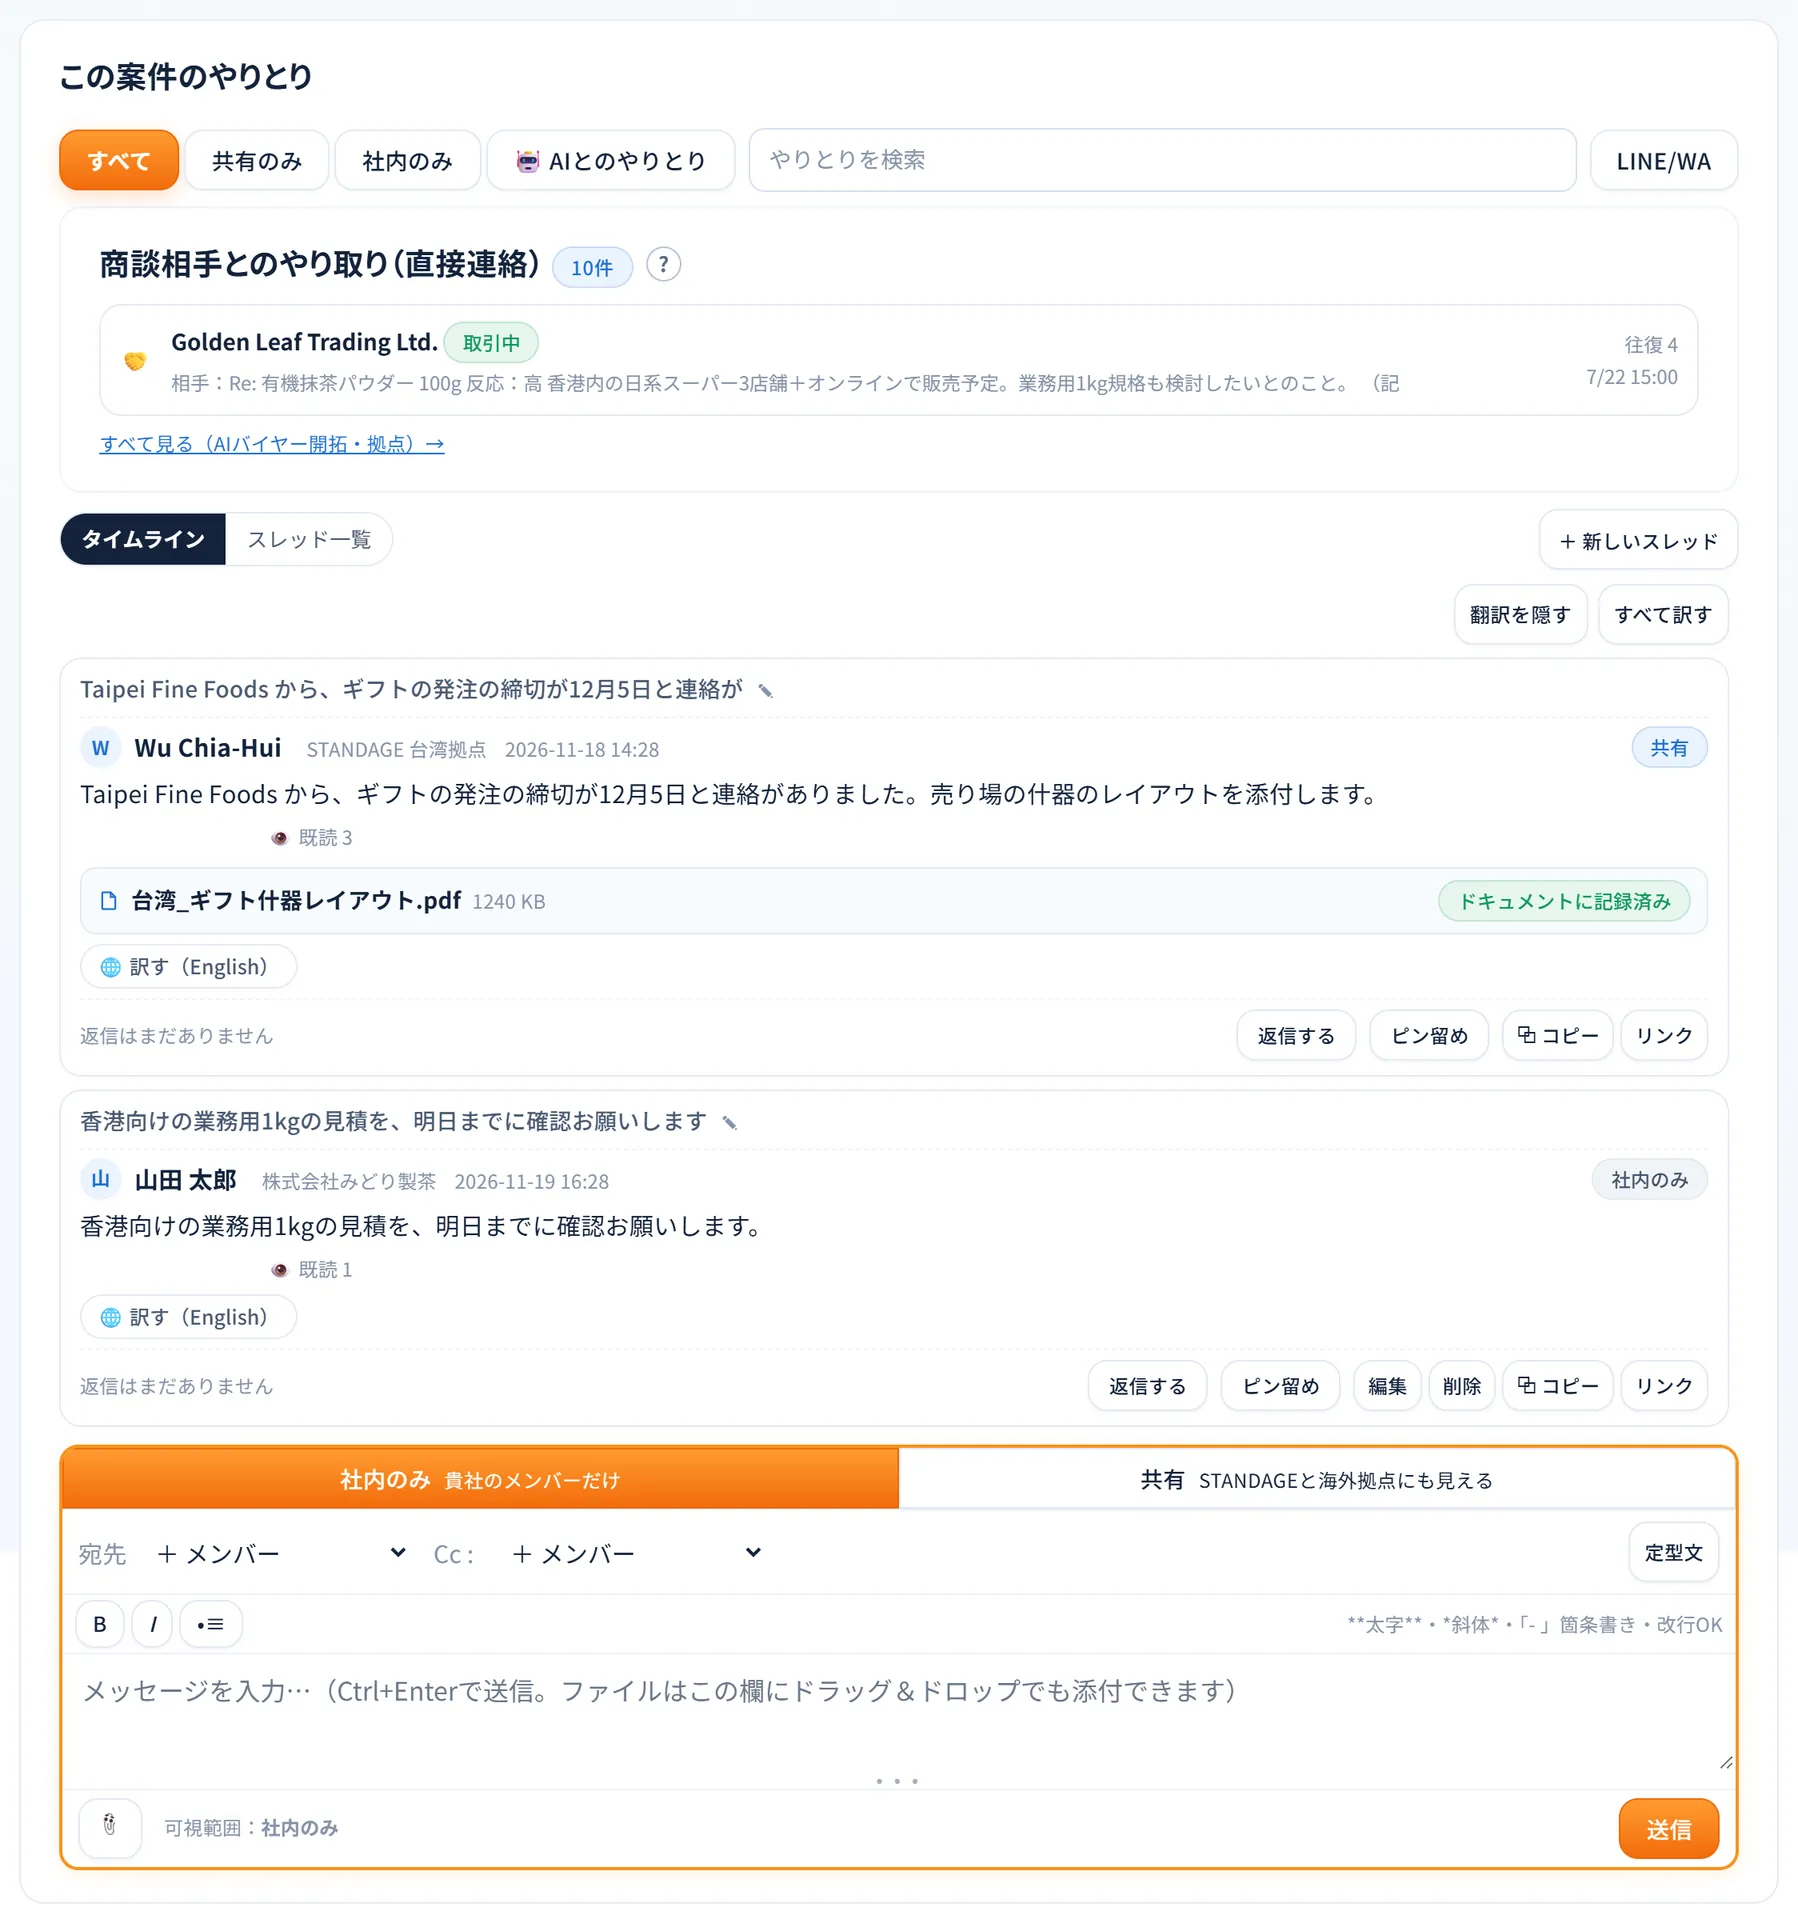 この案件のやりとり
すべて 共有のみ 社内のみ AIとのやりとり やりとりを検索 LINE/WA
商談相手とのやり取り（直接連絡） 10件 ?
Golden Leaf Trading Ltd. 取引中 往復 4
相手：Re: 有機抹茶パウダー 100g 反応：高 香港内の日系スーパー3店舗＋オンラインで販売予定。業務用1kg規格も検討したいとのこと。 （記 7/22 15:00
すべて見る（AIバイヤー開拓・拠点）→
タイムライン スレッド一覧 ＋ 新しいスレッド
翻訳を隠す すべて訳す
Taipei Fine Foods から、ギフトの発注の締切が12月5日と連絡が
W Wu Chia-Hui STANDAGE 台湾拠点 2026-11-18 14:28 共有
Taipei Fine Foods から、ギフトの発注の締切が12月5日と連絡がありました。売り場の什器のレイアウトを添付します。
既読 3
台湾_ギフト什器レイアウト.pdf 1240 KB ドキュメントに記録済み
訳す（English）
返信はまだありません 返信する ピン留め コピー リンク
香港向けの業務用1kgの見積を、明日までに確認お願いします
山 山田 太郎 株式会社みどり製茶 2026-11-19 16:28 社内のみ
香港向けの業務用1kgの見積を、明日までに確認お願いします。
既読 1
訳す（English）
返信はまだありません 返信する ピン留め 編集 削除 コピー リンク
社内のみ 貴社のメンバーだけ 共有 STANDAGEと海外拠点にも見える
宛先 ＋ メンバー Cc : ＋ メンバー 定型文
B I •≡ **太字**・*斜体*・「- 」箇条書き・改行OK
メッセージを入力…（Ctrl+Enterで送信。ファイルはこの欄にドラッグ＆ドロップでも添付できます）
可視範囲：社内のみ 送信